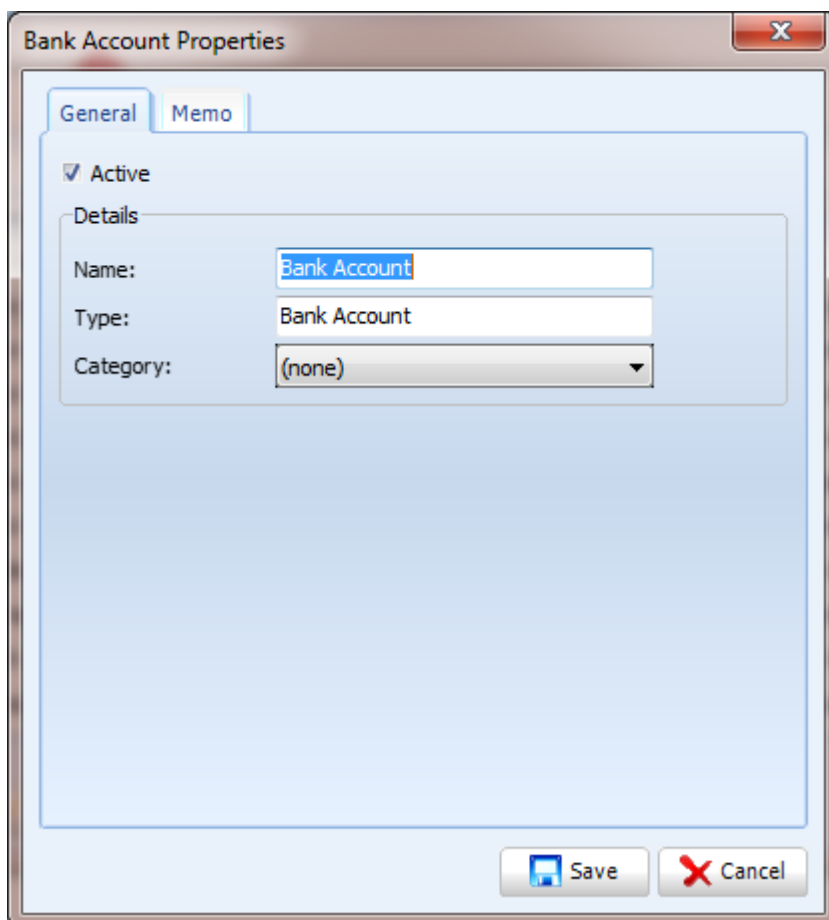 Bank Account Properties
General Memo
Active
Details
Name: Bank Account
Type: Bank Account
Category: (none)
Save Cancel